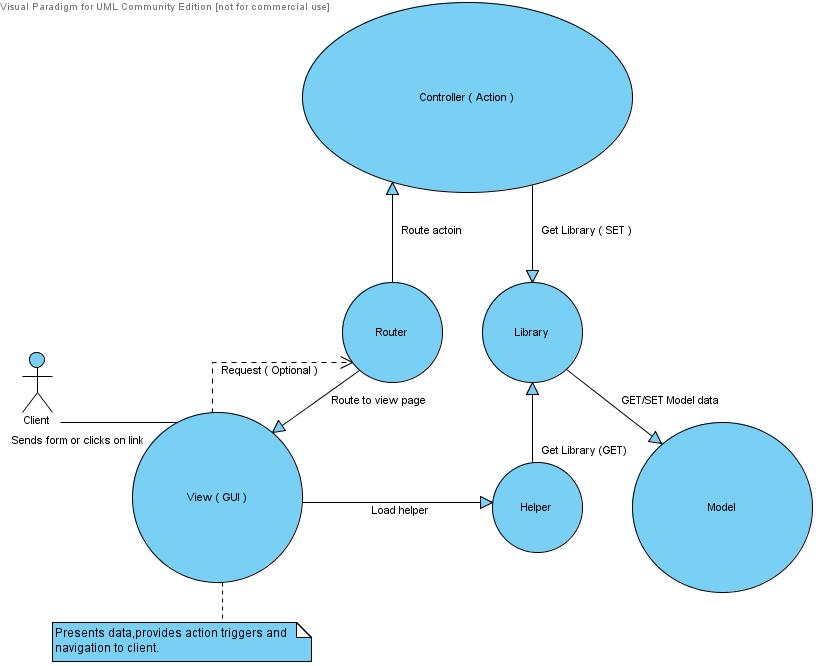 Visual Paradigm for UML Community Edition [not for commercial use]
Controller ( Action )
Route actoin
Get Library ( SET )
Router
Library
Request ( Optional )
Route to view page
GET/SET Model data
Client
Sends form or clicks on link
Get Library (GET)
View ( GUI )
Load helper
Helper
Model
Presents data,provides action triggers and
navigation to client.